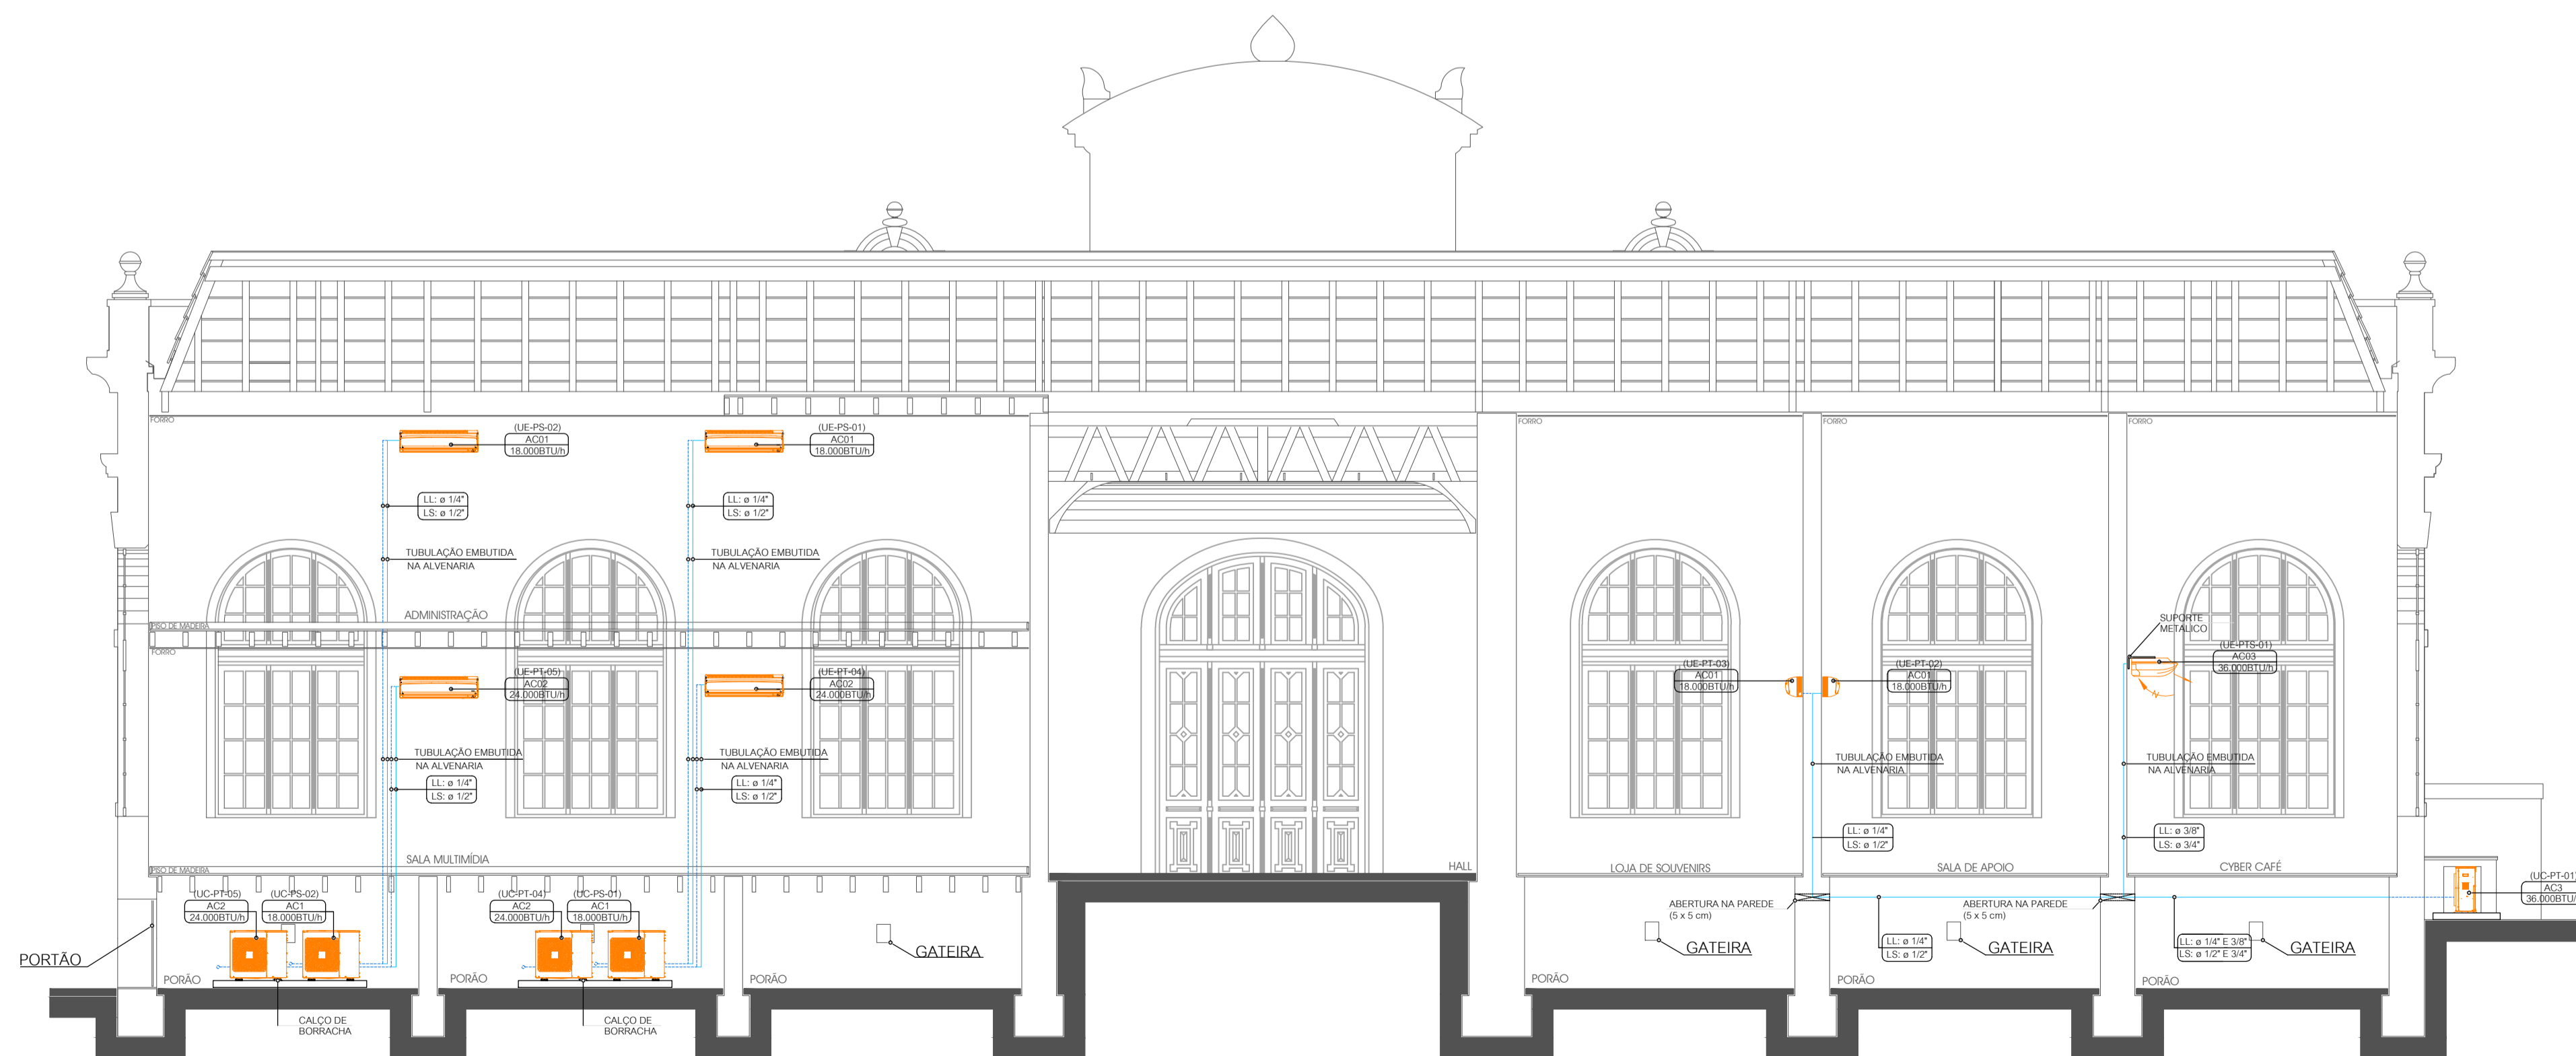 FORRO
(UE-PS-02)
AC01
18.000BTU/h
(UE-PS-01)
AC01
18.000BTU/h
FORRO
FORRO
FORRO
LL: ø 1/4"
LS: ø 1/2"
LL: ø 1/4"
LS: ø 1/2"
TUBULAÇÃO EMBUTIDA
NA ALVENARIA
TUBULAÇÃO EMBUTIDA
NA ALVENARIA
ADMINISTRAÇÃO
PISO DE MADEIRA
FORRO
SUPORTE
METÁLICO
(UE-PTS-01)
AC03
36.000BTU/h
(UE-PT-05)
AC02
24.000BTU/h
(UE-PT-04)
AC02
24.000BTU/h
(UE-PT-03)
AC01
18.000BTU/h
(UE-PT-02)
AC01
18.000BTU/h
TUBULAÇÃO EMBUTIDA
NA ALVENARIA
TUBULAÇÃO EMBUTIDA
NA ALVENARIA
TUBULAÇÃO EMBUTIDA
NA ALVENARIA
TUBULAÇÃO EMBUTIDA
NA ALVENARIA
LL: ø 1/4"
LS: ø 1/2"
LL: ø 1/4"
LS: ø 1/2"
LL: ø 1/4"
LS: ø 1/2"
LL: ø 3/8"
LS: ø 3/4"
SALA MULTIMÍDIA
PISO DE MADEIRA
HALL
LOJA DE SOUVENIRS
SALA DE APOIO
CYBER CAFÉ
(UC-PT-05)
AC2
24.000BTU/h
(UC-PS-02)
AC1
18.000BTU/h
(UC-PT-04)
AC2
24.000BTU/h
(UC-PS-01)
AC1
18.000BTU/h
(UC-PT-01)
AC3
36.000BTU/
ABERTURA NA PAREDE
(5 x 5 cm)
ABERTURA NA PAREDE
(5 x 5 cm)
PORTÃO
GATEIRA
GATEIRA
LL: ø 1/4"
LS: ø 1/2"
GATEIRA
LL: ø 1/4" E 3/8"
LS: ø 1/2" E 3/4"
GATEIRA
PORÃO
PORÃO
PORÃO
PORÃO
PORÃO
PORÃO
CALÇO DE
BORRACHA
CALÇO DE
BORRACHA